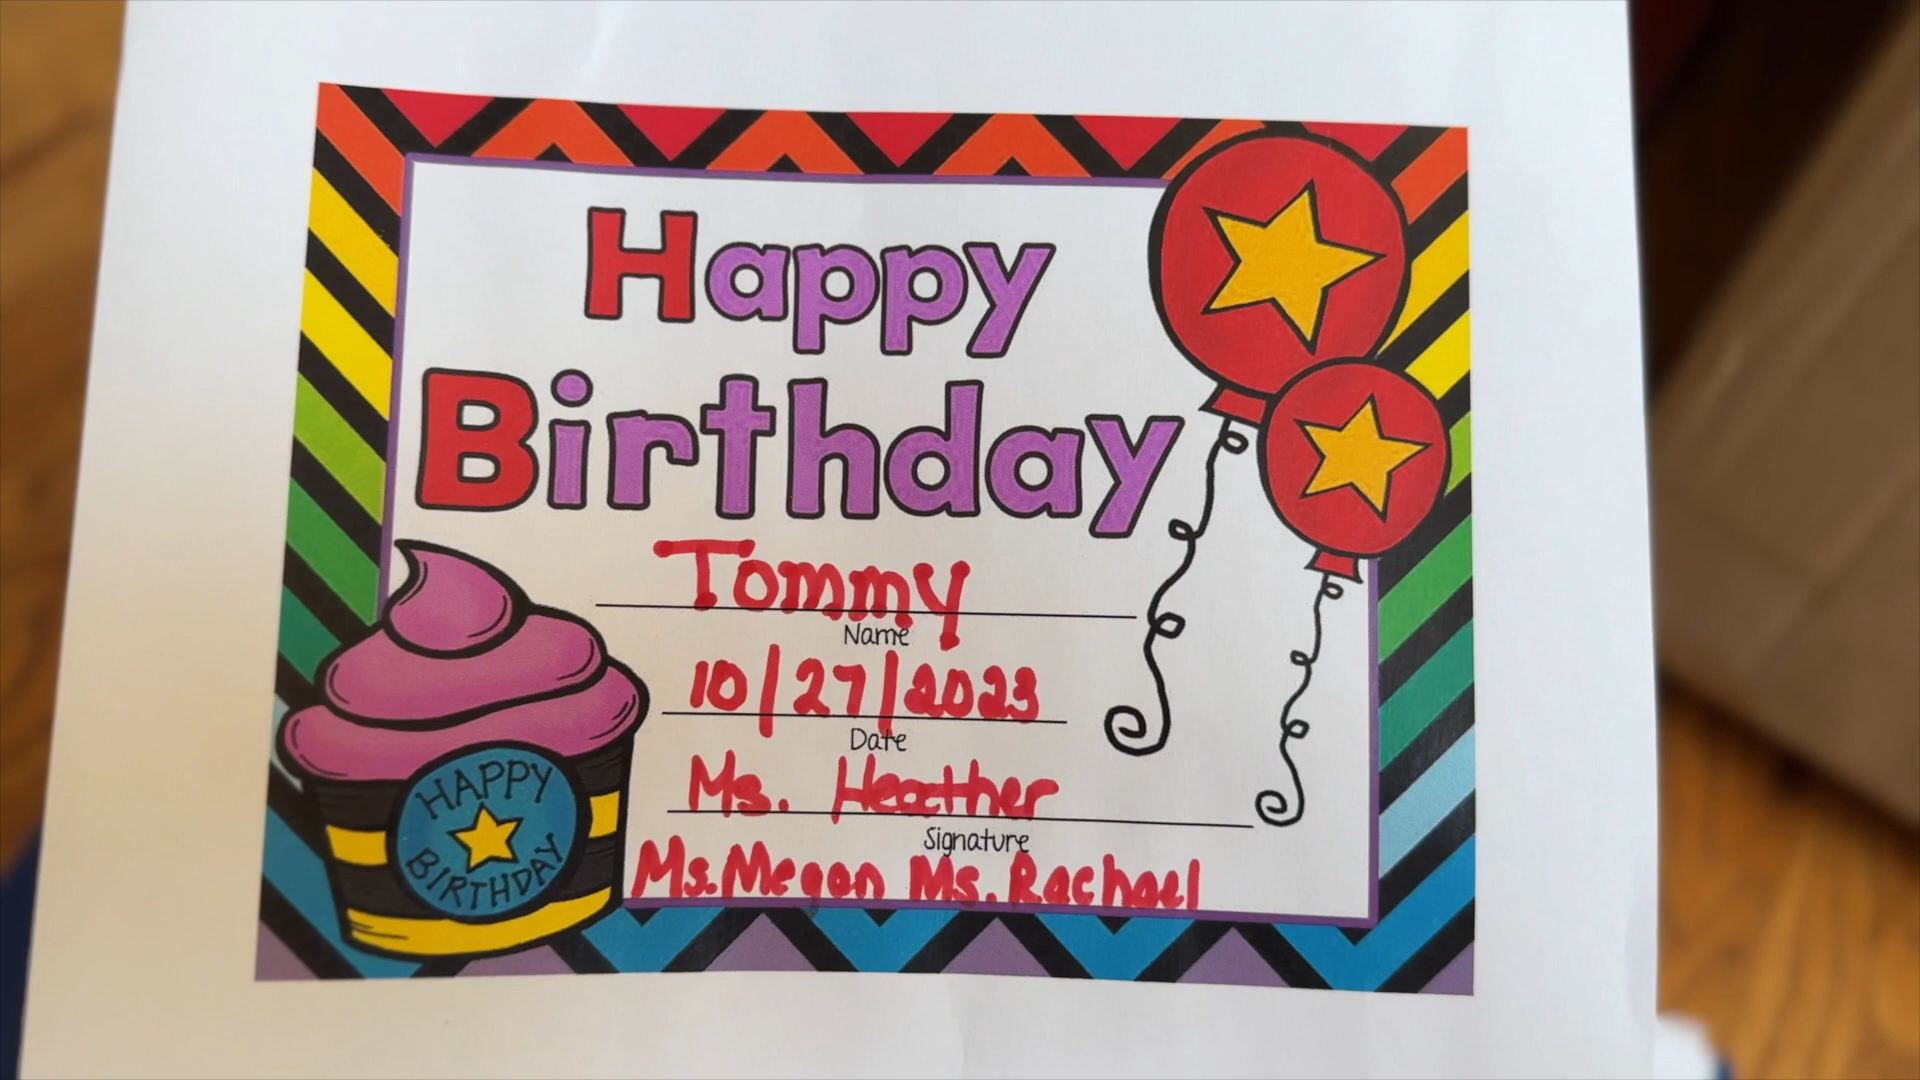 Happy
Birthday
Tommy
Name
10/27/2023
Date
Ms. Heather
Signature
Ms. Megan Ms. Rachael
HAPPY
BIRTHDAY